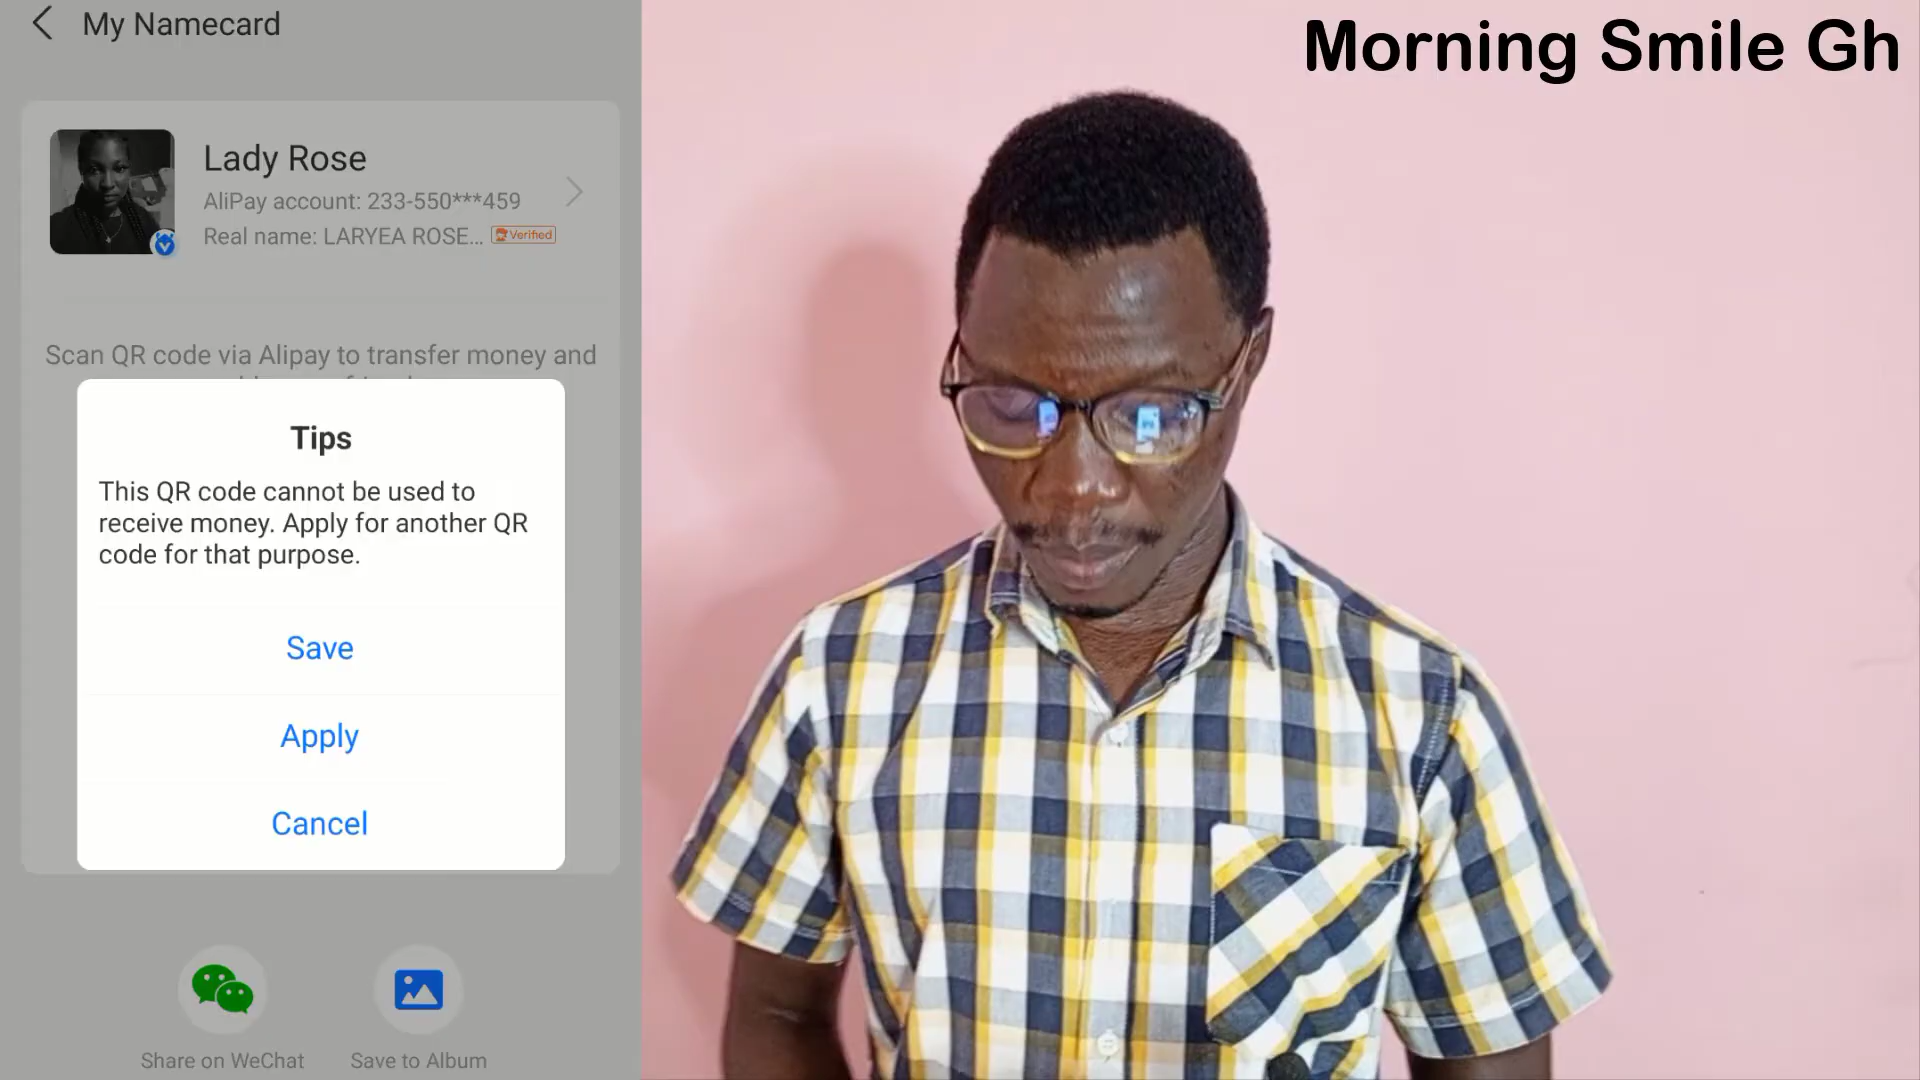 My Namecard
Morning Smile Gh
Lady Rose
AliPay account: 233-550***459
Real name: LARYEA ROSE... Verified
Scan QR code via Alipay to transfer money and
Tips
This QR code cannot be used to
receive money. Apply for another QR
code for that purpose.
Save
Apply
Cancel
Share on WeChat
Save to Album